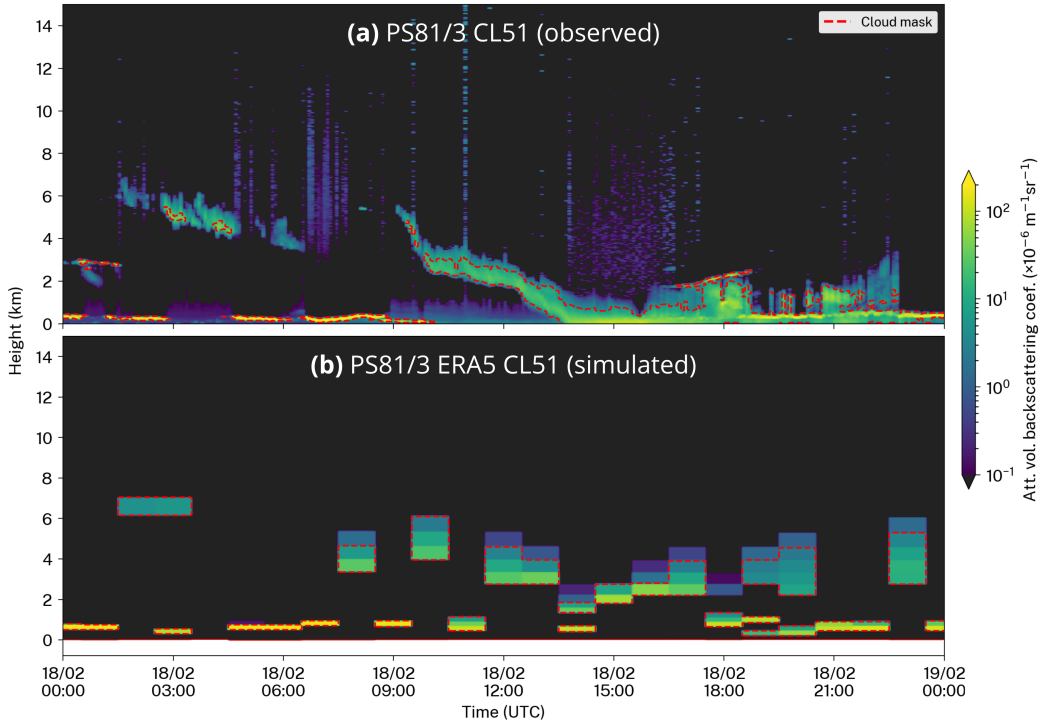 (a) PS81/3 CL51 (observed)
Cloud mask
14
12
10
8
6
4
2
0
(b) PS81/3 ERA5 CL51 (simulated)
14
12
10
8
6
4
2
0
Height (km)
18/02 18/02 18/02 18/02 18/02 18/02 18/02 18/02 19/02
00:00 03:00 06:00 09:00 12:00 15:00 18:00 21:00 00:00
Time (UTC)
10²
10¹
10⁰
10⁻¹
Att. vol. backscattering coef. (×10⁻⁶ m⁻¹sr⁻¹)